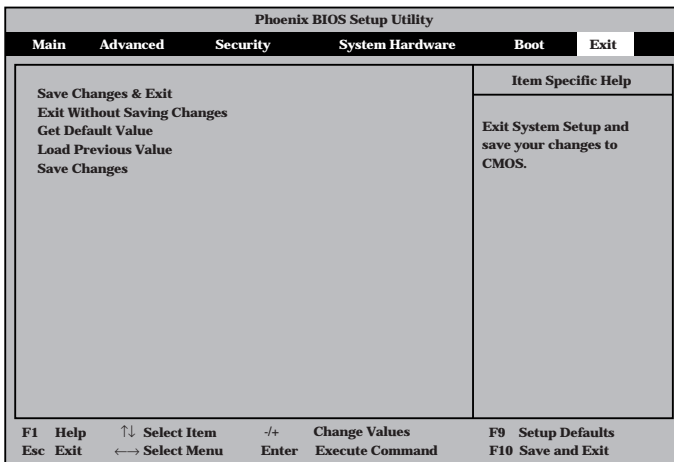 Phoenix BIOS Setup Utility
Main Advanced Security System Hardware Boot Exit
Save Changes & Exit
Exit Without Saving Changes
Get Default Value
Load Previous Value
Save Changes
Item Specific Help
Exit System Setup and
save your changes to
CMOS.
F1 Help ↑↓ Select Item -/+ Change Values F9 Setup Defaults
Esc Exit ←→ Select Menu Enter Execute Command F10 Save and Exit